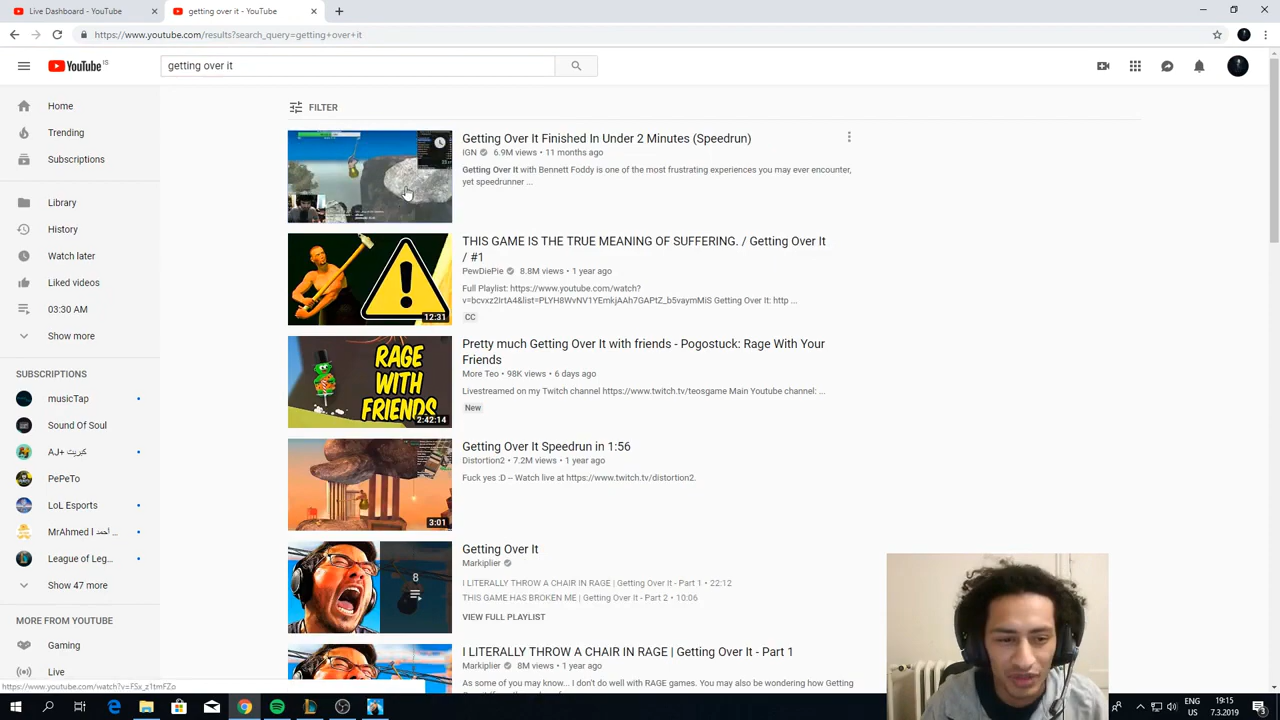 Live Dashboard - YouTube
getting over it - YouTube
https://www.youtube.com/results?search_query=getting+over+it
YouTube IS
getting over it
FILTER
Home
Trending
Subscriptions
Library
History
Watch later
Liked videos
03:30 AM
Show more
SUBSCRIPTIONS
musicTap
Sound Of Soul
AJ+ كبريت
PePeTo
LoL Esports
MrAhmed | أحمد ...
League of Leg...
Show 47 more
MORE FROM YOUTUBE
Gaming
Live
Getting Over It Finished In Under 2 Minutes (Speedrun)
IGN 6.9M views • 11 months ago
Getting Over It with Bennett Foddy is one of the most frustrating experiences you may ever encounter,
yet speedrunner ...
12:31
THIS GAME IS THE TRUE MEANING OF SUFFERING. / Getting Over It
/ #1
PewDiePie 8.8M views • 1 year ago
Full Playlist: https://www.youtube.com/watch?
Getting Over It: http ...
CC
RAGE
WITH
FRIENDS
2:42:14
Pretty much Getting Over It with friends - Pogostuck: Rage With Your
Friends
More Teo • 98K views • 6 days ago
Livestreamed on my Twitch channel https://www.twitch.tv/teosgame Main Youtube channel: ...
New
3:01
Getting Over It Speedrun in 1:56
Distortion2 • 7.2M views • 1 year ago
Fuck yes :D -- Watch live at https://www.twitch.tv/distortion2.
8
Getting Over It
Markiplier
I LITERALLY THROW A CHAIR IN RAGE | Getting Over It - Part 1 • 22:12
THIS GAME HAS BROKEN ME | Getting Over It - Part 2 • 10:06
VIEW FULL PLAYLIST
I LITERALLY THROW A CHAIR IN RAGE | Getting Over It - Part 1
Markiplier 8M views • 1 year ago
As some of you may know... I don't do well with RAGE games. You may also be wondering how Getting
https://www.youtube.com/watch?v=FSx_z1tmFZo
ENG
US
19:15
7.3.2019
3